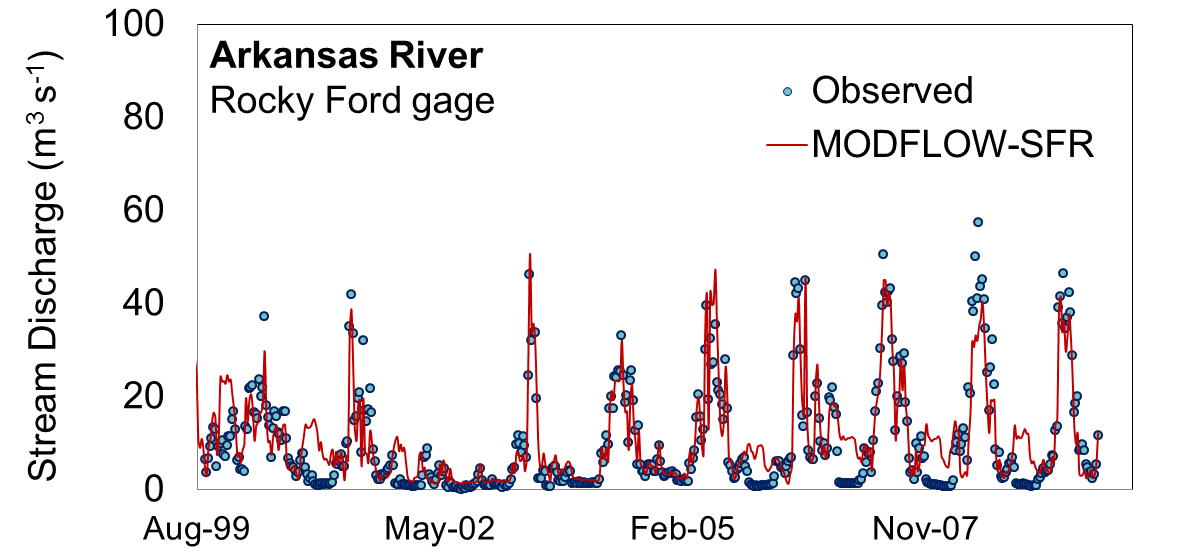 100
80
60
40
20
0
Stream Discharge (m³ s⁻¹)
Arkansas River
Rocky Ford gage
Observed
MODFLOW-SFR
Aug-99 May-02 Feb-05 Nov-07